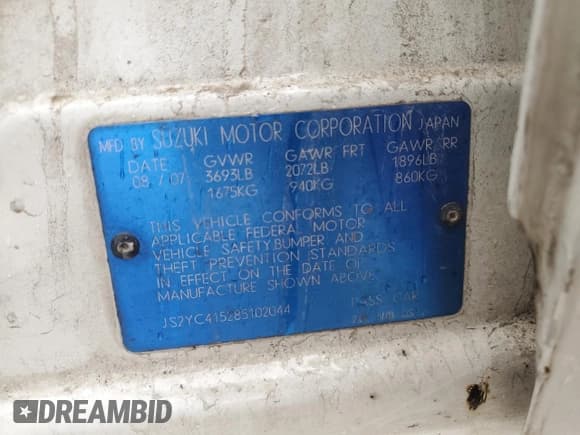 MFD BY SUZUKI MOTOR CORPORATION JAPAN
DATE GVWR GAWR FRT GAWR RR
08 / 07 3693LB 2072LB 1896LB
1675KG 940KG 860KG
THIS VEHICLE CONFORMS TO ALL
APPLICABLE FEDERAL MOTOR
VEHICLE SAFETY,BUMPER AND
THEFT PREVENTION STANDARDS
IN EFFECT ON THE DATE OF
MANUFACTURE SHOWN ABOVE
JS2YC415285102044 PASS CAR
DREAMBID